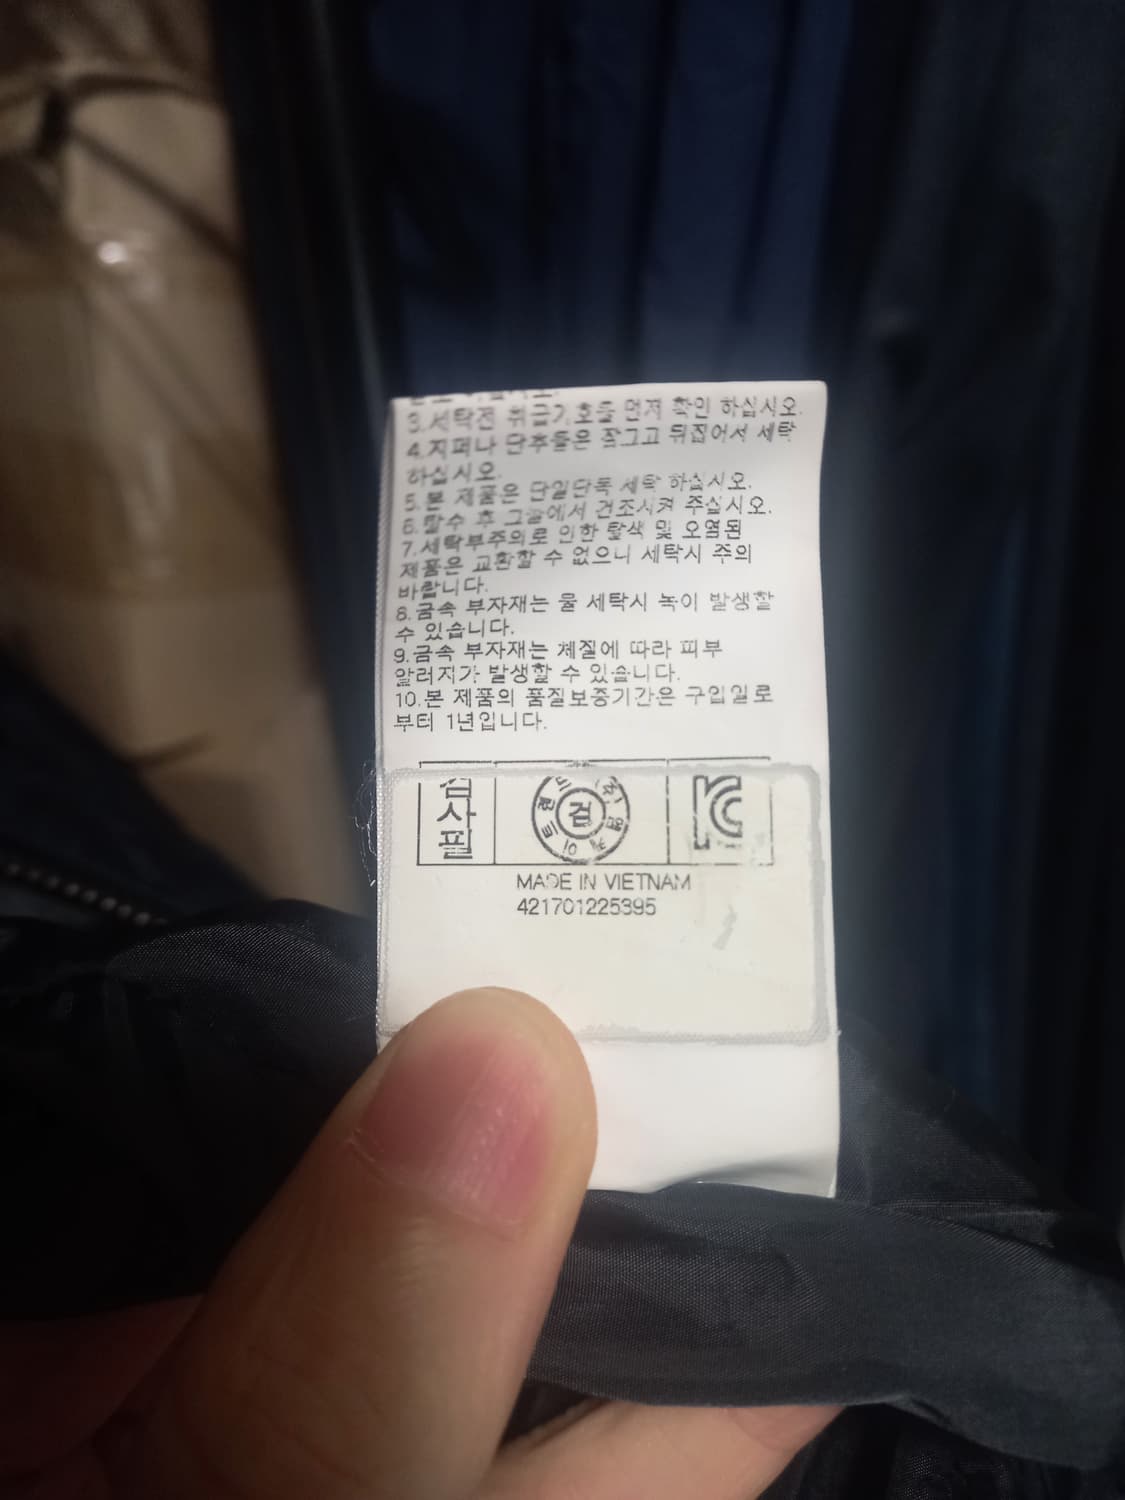 3.세탁전 취급기호를 먼저 확인 하십시오.
4.지퍼나 단추들은 잠그고 뒤집어서 세탁
하십시오.
5.본 제품은 단일단독 세탁 하십시오.
6.탈수 후 그늘에서 건조시켜 주십시오.
7.세탁부주의로 인한 탈색 및 오염된
제품은 교환할 수 없으니 세탁시 주의
바랍니다.
8.금속 부자재는 물 세탁시 녹이 발생할
수 있습니다.
9.금속 부자재는 체질에 따라 피부
알러지가 발생할 수 있습니다.
10.본 제품의 품질보증기간은 구입일로
부터 1년입니다.
검
사
필
(주)엠케이트렌드
검
KC
MADE IN VIETNAM
421701225395